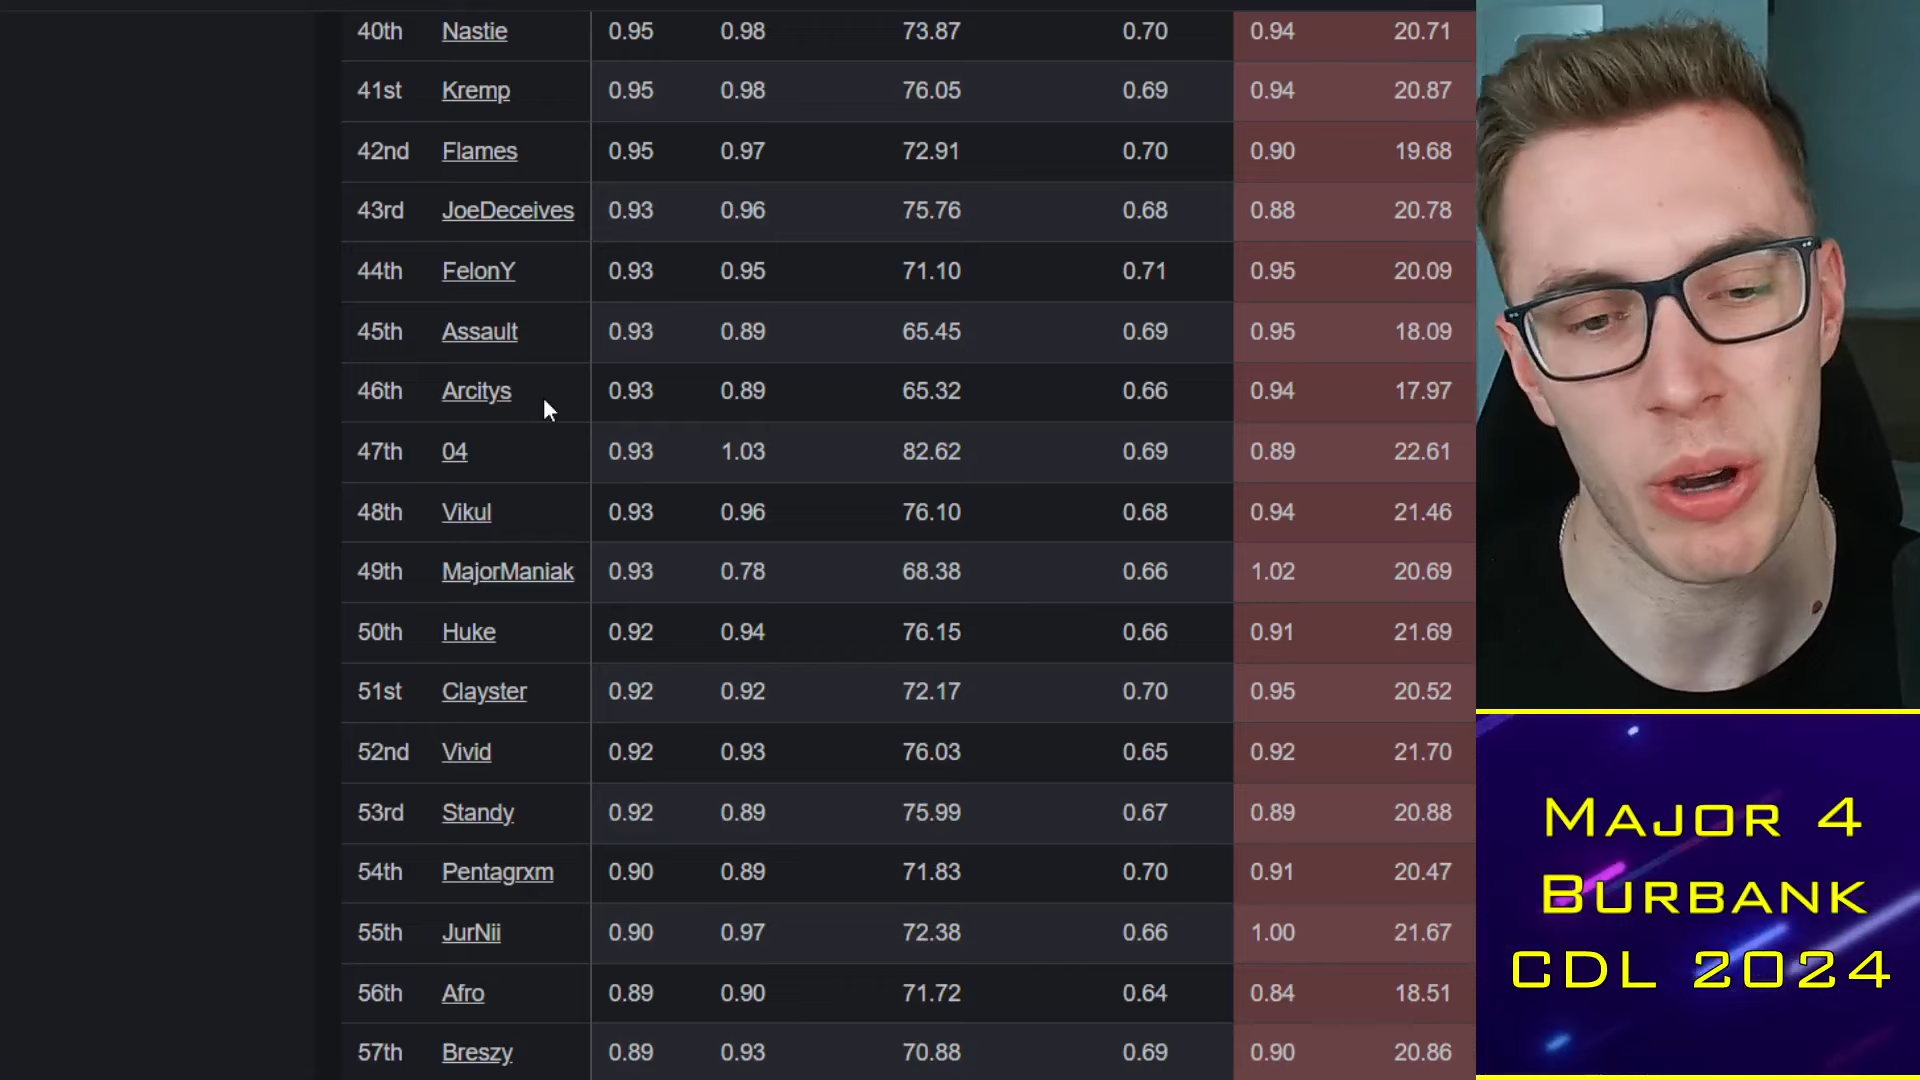 40th Nastie 0.95 0.98 73.87 0.70 0.94 20.71
41st Kremp 0.95 0.98 76.05 0.69 0.94 20.87
42nd Flames 0.95 0.97 72.91 0.70 0.90 19.68
43rd JoeDeceives 0.93 0.96 75.76 0.68 0.88 20.78
44th FelonY 0.93 0.95 71.10 0.71 0.95 20.09
45th Assault 0.93 0.89 65.45 0.69 0.95 18.09
46th Arcitys 0.93 0.89 65.32 0.66 0.94 17.97
47th 04 0.93 1.03 82.62 0.69 0.89 22.61
48th Vikul 0.93 0.96 76.10 0.68 0.94 21.46
49th MajorManiak 0.93 0.78 68.38 0.66 1.02 20.69
50th Huke 0.92 0.94 76.15 0.66 0.91 21.69
51st Clayster 0.92 0.92 72.17 0.70 0.95 20.52
52nd Vivid 0.92 0.93 76.03 0.65 0.92 21.70
53rd Standy 0.92 0.89 75.99 0.67 0.89 20.88
54th Pentagrxm 0.90 0.89 71.83 0.70 0.91 20.47
55th JurNii 0.90 0.97 72.38 0.66 1.00 21.67
56th Afro 0.89 0.90 71.72 0.64 0.84 18.51
57th Breszy 0.89 0.93 70.88 0.69 0.90 20.86
MAJOR 4
BURBANK
CDL 2024